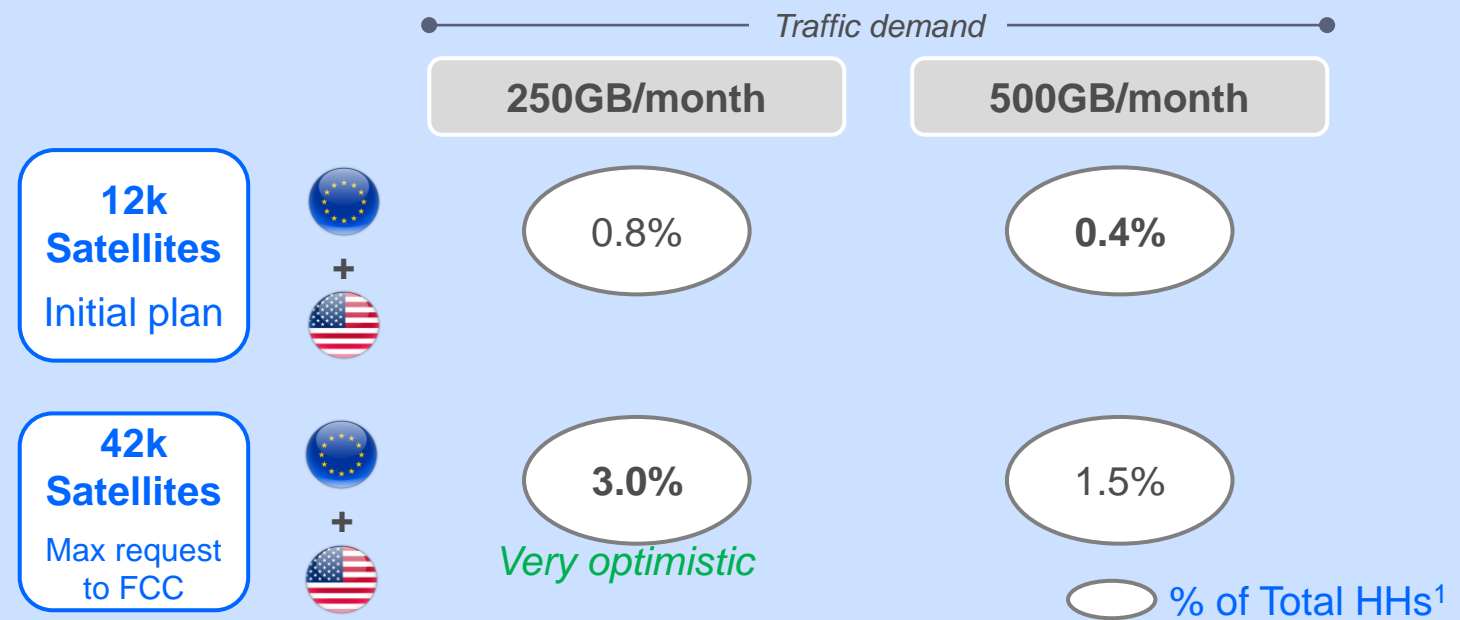 Traffic demand
250GB/month
500GB/month
12k
Satellites
Initial plan
+
0.8%
0.4%
42k
Satellites
Max request
to FCC
+
3.0%
Very optimistic
1.5%
% of Total HHs¹